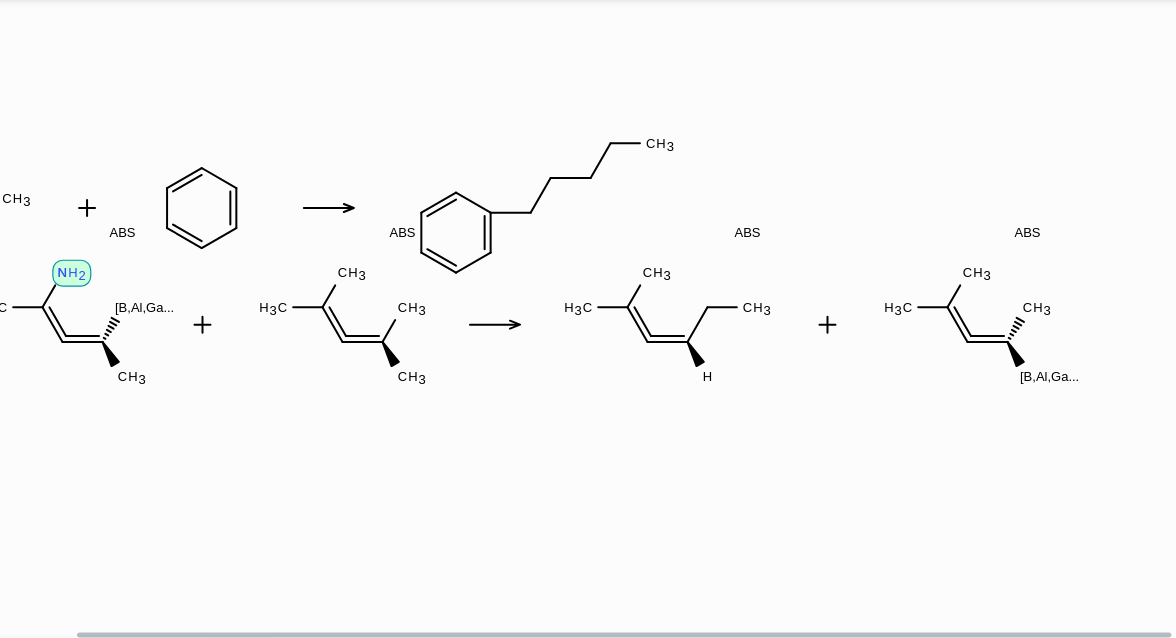 CH3
CH3
+
ABS
ABS
ABS
ABS
NH2
CH3
CH3
CH3
C
[B,Al,Ga...
+
H3C
CH3
H3C
CH3
+
H3C
CH3
CH3
CH3
H
[B,Al,Ga...